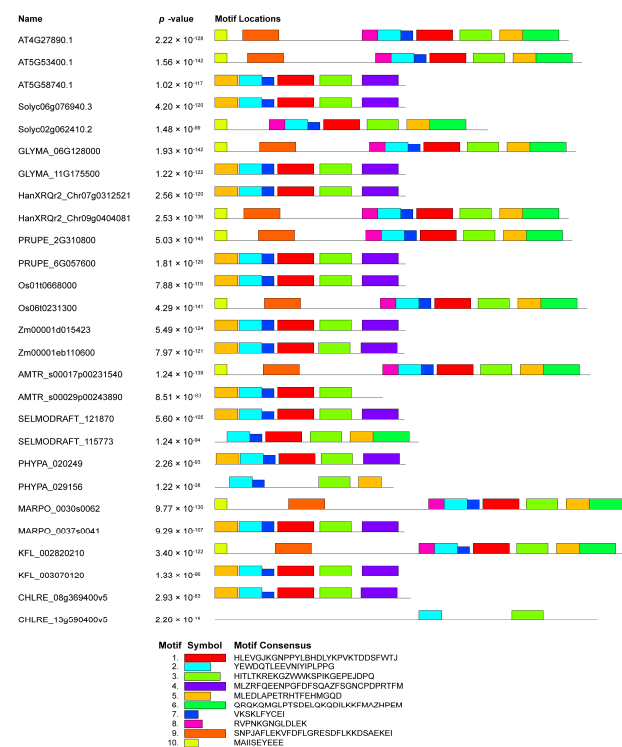 Name p -value Motif Locations
AT4G27890.1 2.22 × 10-128
AT5G53400.1 1.56 × 10-142
AT5G58740.1 1.02 × 10-117
Solyc06g076940.3 4.20 × 10-120
Solyc02g062410.2 1.48 × 10-99
GLYMA_06G128000 1.93 × 10-142
GLYMA_11G175500 1.22 × 10-122
HanXRQr2_Chr07g0312521 2.56 × 10-120
HanXRQr2_Chr09g0404081 2.53 × 10-136
PRUPE_2G310800 5.03 × 10-145
PRUPE_6G057600 1.81 × 10-120
Os01t0668000 7.88 × 10-119
Os06t0231300 4.29 × 10-141
Zm00001d015423 5.49 × 10-124
Zm00001eb110600 7.97 × 10-121
AMTR_s00017p00231540 1.24 × 10-139
AMTR_s00029p00243890 8.51 × 10-93
SELMODRAFT_121870 5.60 × 10-105
SELMODRAFT_115773 1.24 × 10-94
PHYPA_020249 2.26 × 10-93
PHYPA_029156 1.22 × 10-38
MARPO_0030s0062 9.77 × 10-130
MARPO_0037s0041 9.29 × 10-107
KFL_002820210 3.40 × 10-122
KFL_003070120 1.33 × 10-96
CHLRE_08g369400v5 2.93 × 10-83
CHLRE_13g590400v5 2.20 × 10-19
Motif Symbol Motif Consensus
1. HLEVGJKGNPPYLBHDLYKPVKTDDSFWTJ
2. YEWDQTLEEVNIYIPLPPG
3. HITLTKREKGZWWKSPIKGEPEJDPQ
4. MLZRFQEENPGFDFSQAZFSGNCPDPRTFM
5. MLEDLAPETRHTFEHMGQD
6. QRQKQMGLPTSDELQKQDILKKFMAZHPEM
7. VKSKLFYCEI
8. RVPNKGNGLDLEK
9. SNPJAFLEKVFDFLGRESDFLKKDSAEKEI
10. MAIISEYEEE